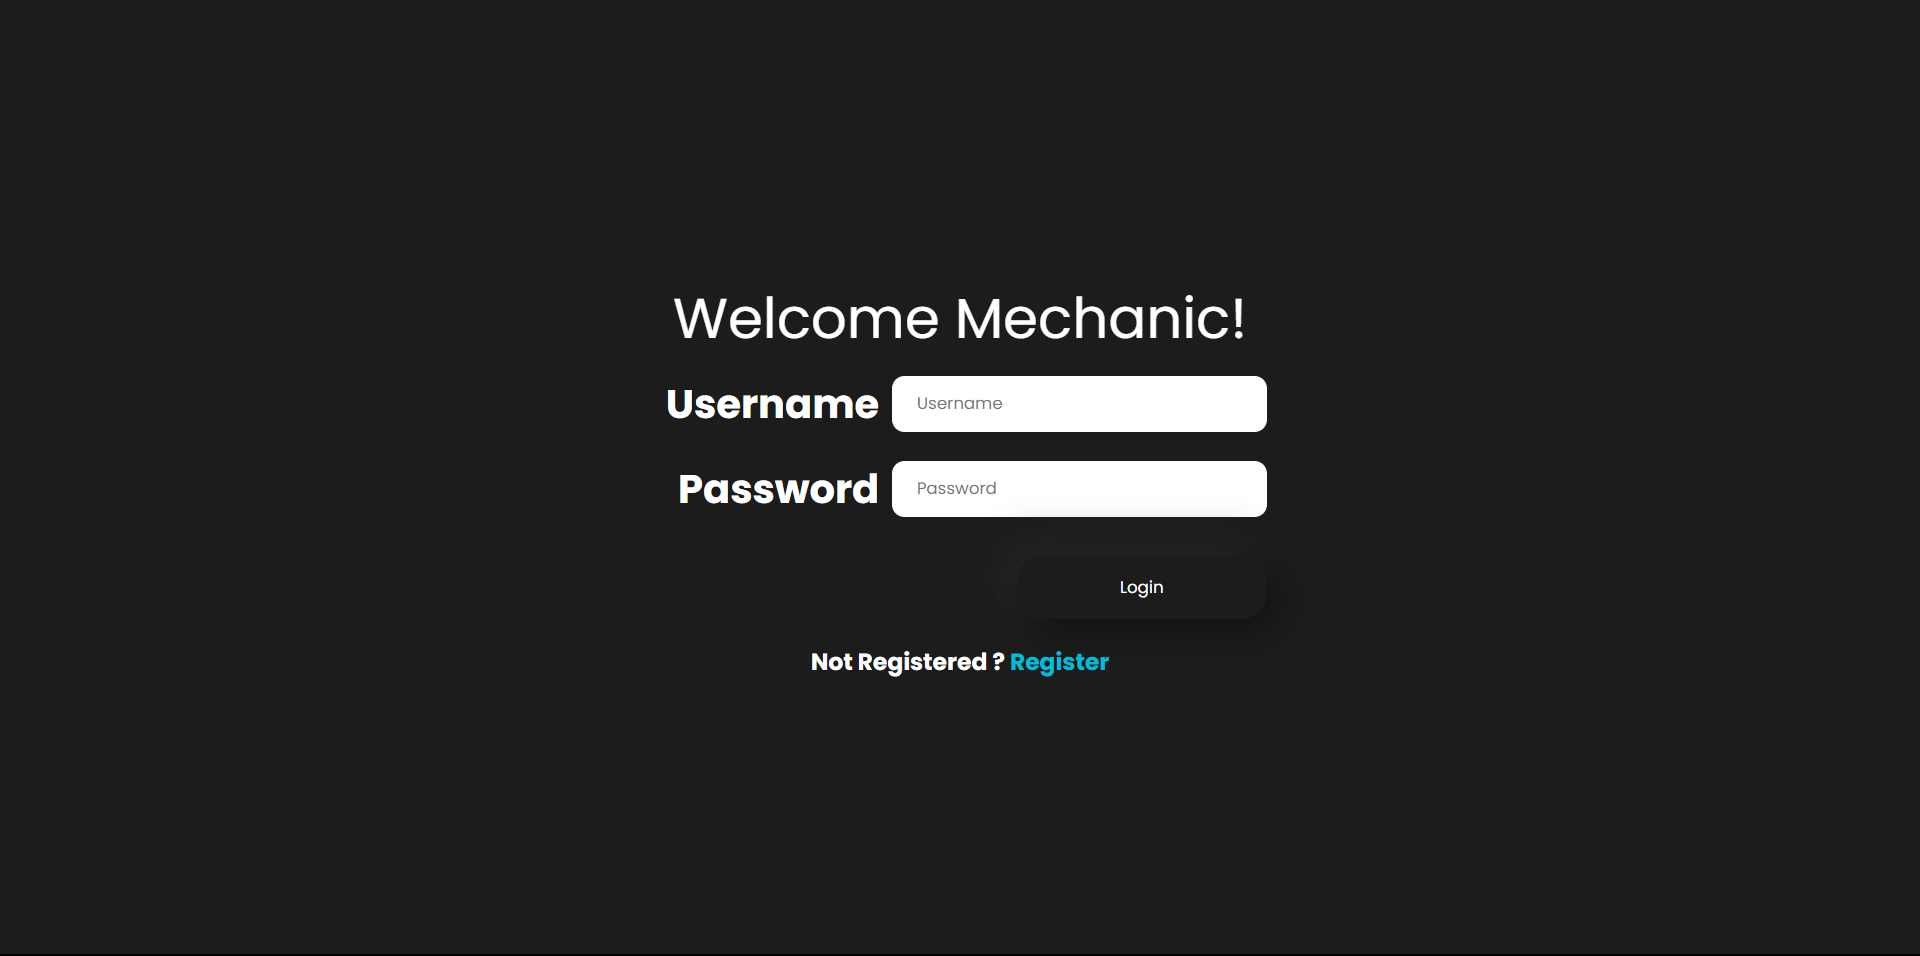 Welcome Mechanic!
Username Username
Password Password
Login
Not Registered ? Register